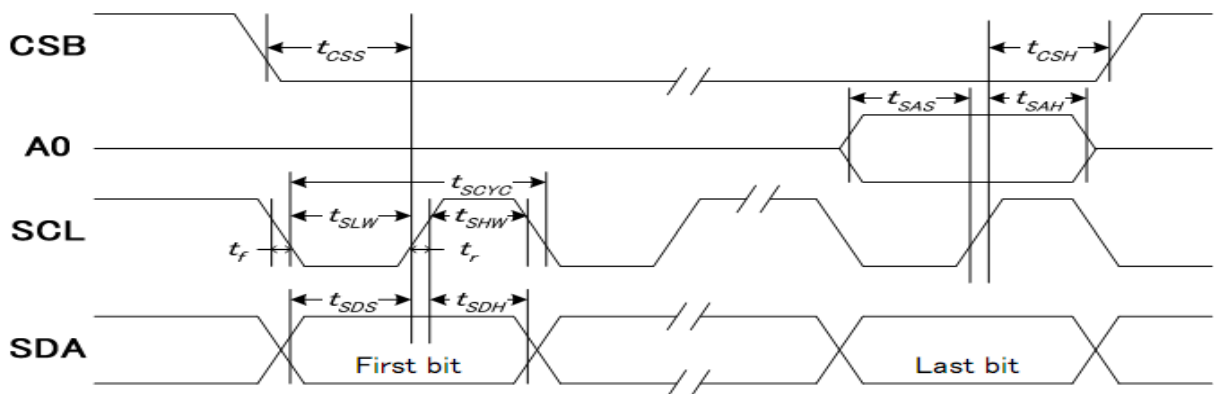 CSB
tCSS
tCSH
tSAS
tSAH
A0
tSCYC
SCL
tSLW
tSHW
tf
tr
tSDS
tSDH
SDA
First bit
Last bit